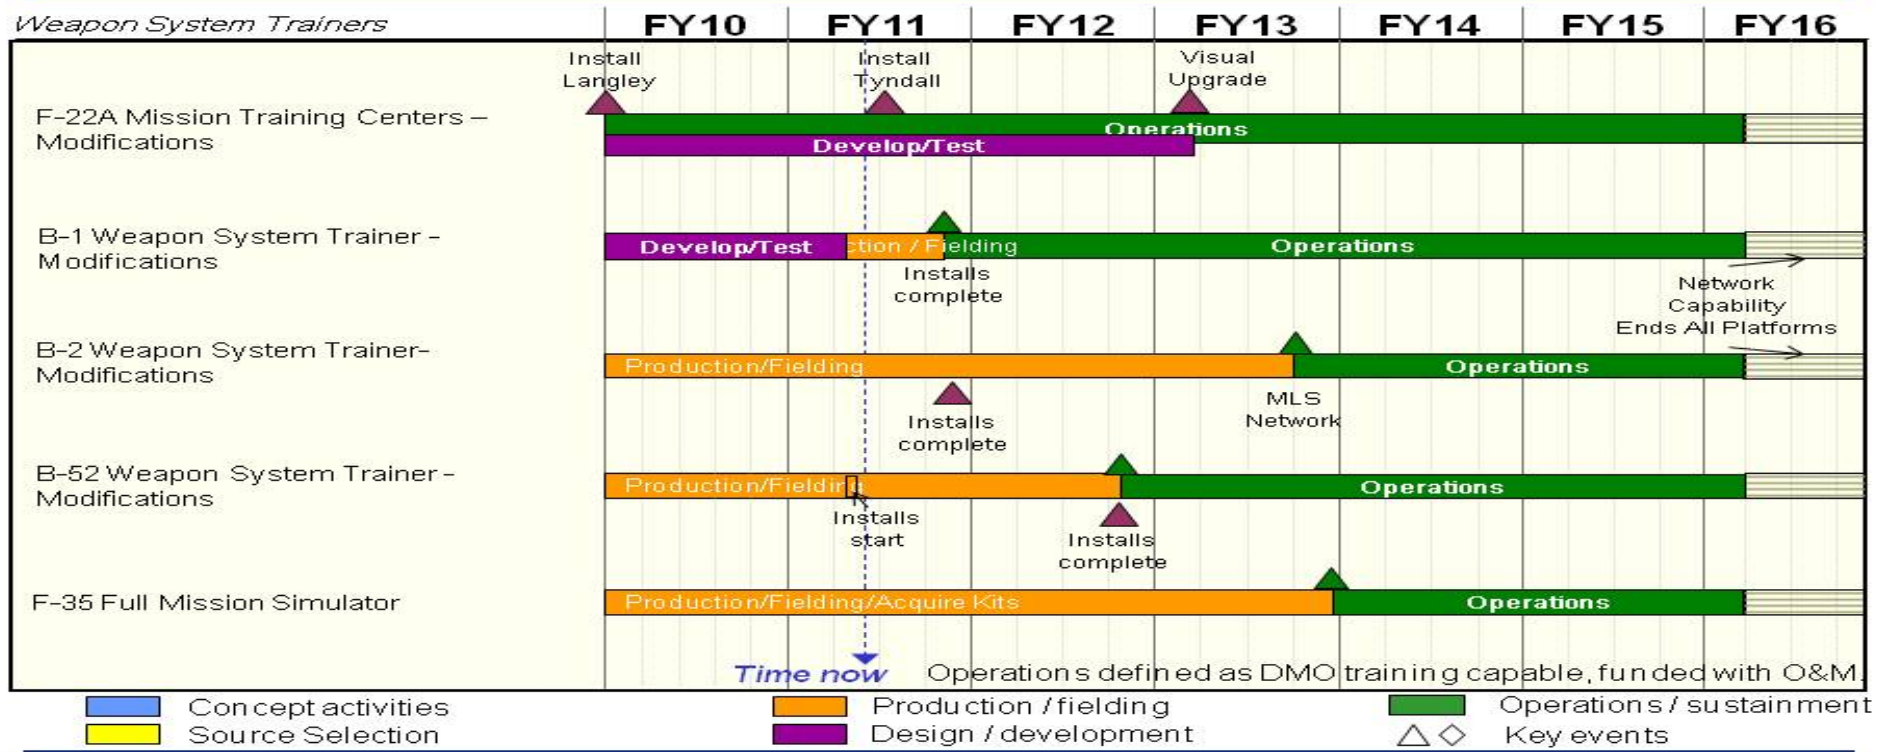 Weapon System Trainers FY10 FY11 FY12 FY13 FY14 FY15 FY16
Install
Langley
Install
Tyndall
Visual
Upgrade
F-22A Mission Training Centers –
Modifications
Operations
Develop/Test
B-1 Weapon System Trainer -
Modifications
Develop/Test
ction / Fielding
Operations
Installs
complete
Network
Capability
Ends All Platforms
B-2 Weapon System Trainer-
Modifications
Production/Fielding
Operations
Installs
complete
MLS
Network
B-52 Weapon System Trainer -
Modifications
Production/Fielding
Operations
Installs
start
Installs
complete
F-35 Full Mission Simulator
Production/Fielding/Acquire Kits
Operations
Time now
Operations defined as DMO training capable, funded with O&M.
Concept activities
Production / fielding
Operations / sustainment
Source Selection
Design / development
Key events